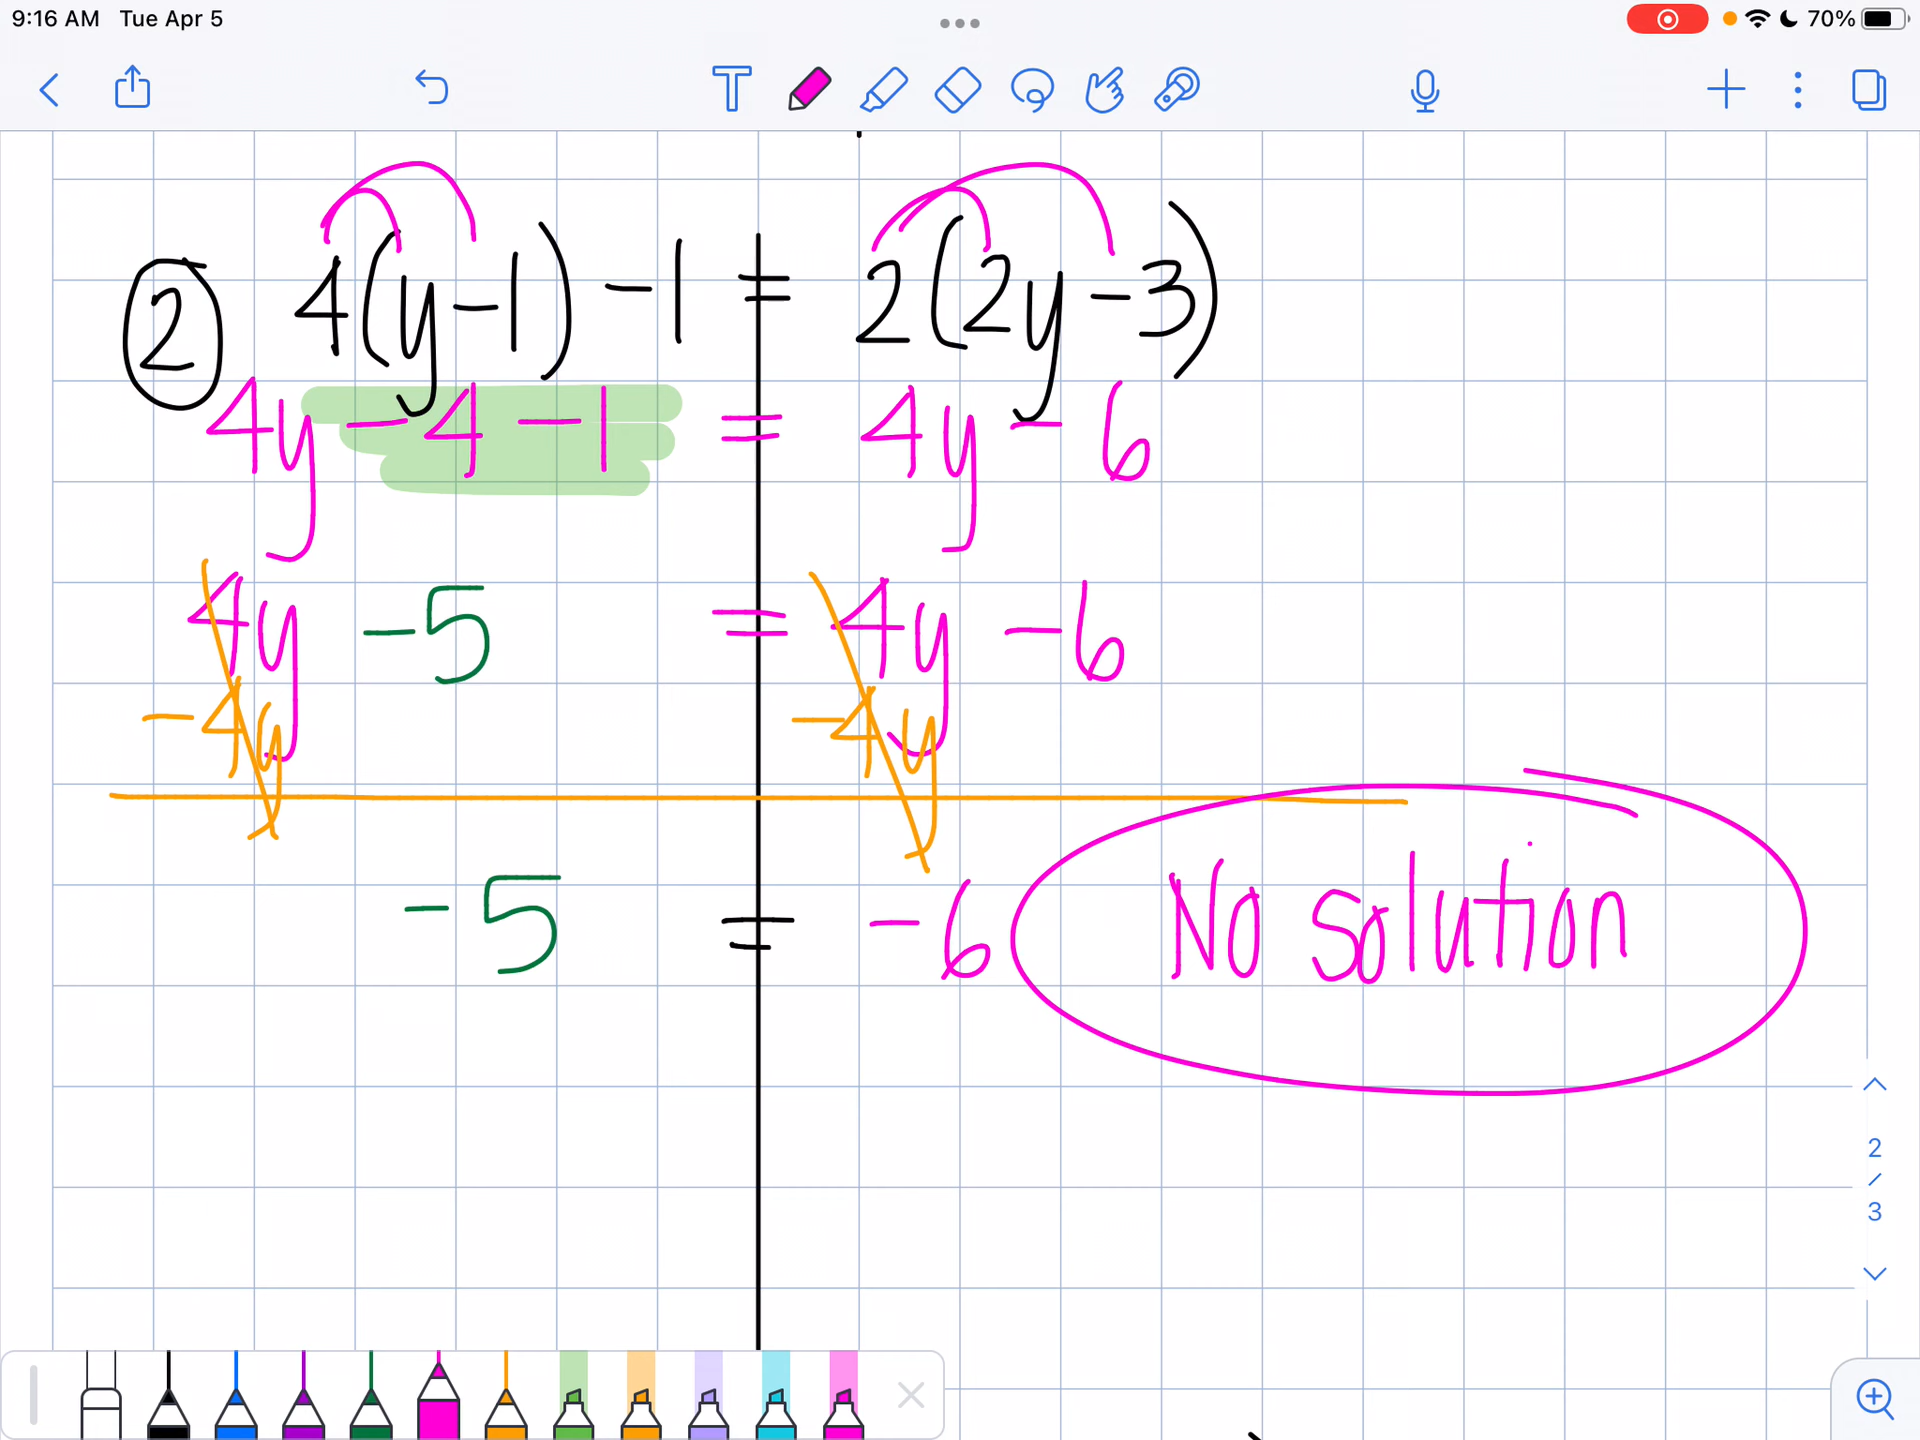 9:16 AM Tue Apr 5
70%
② 4(y-1) -1 = 2(2y-3)
4y -4 -1 = 4y - 6
4y -5 = 4y -6
-4y -4y
-5 = -6 No solution
2
/
3